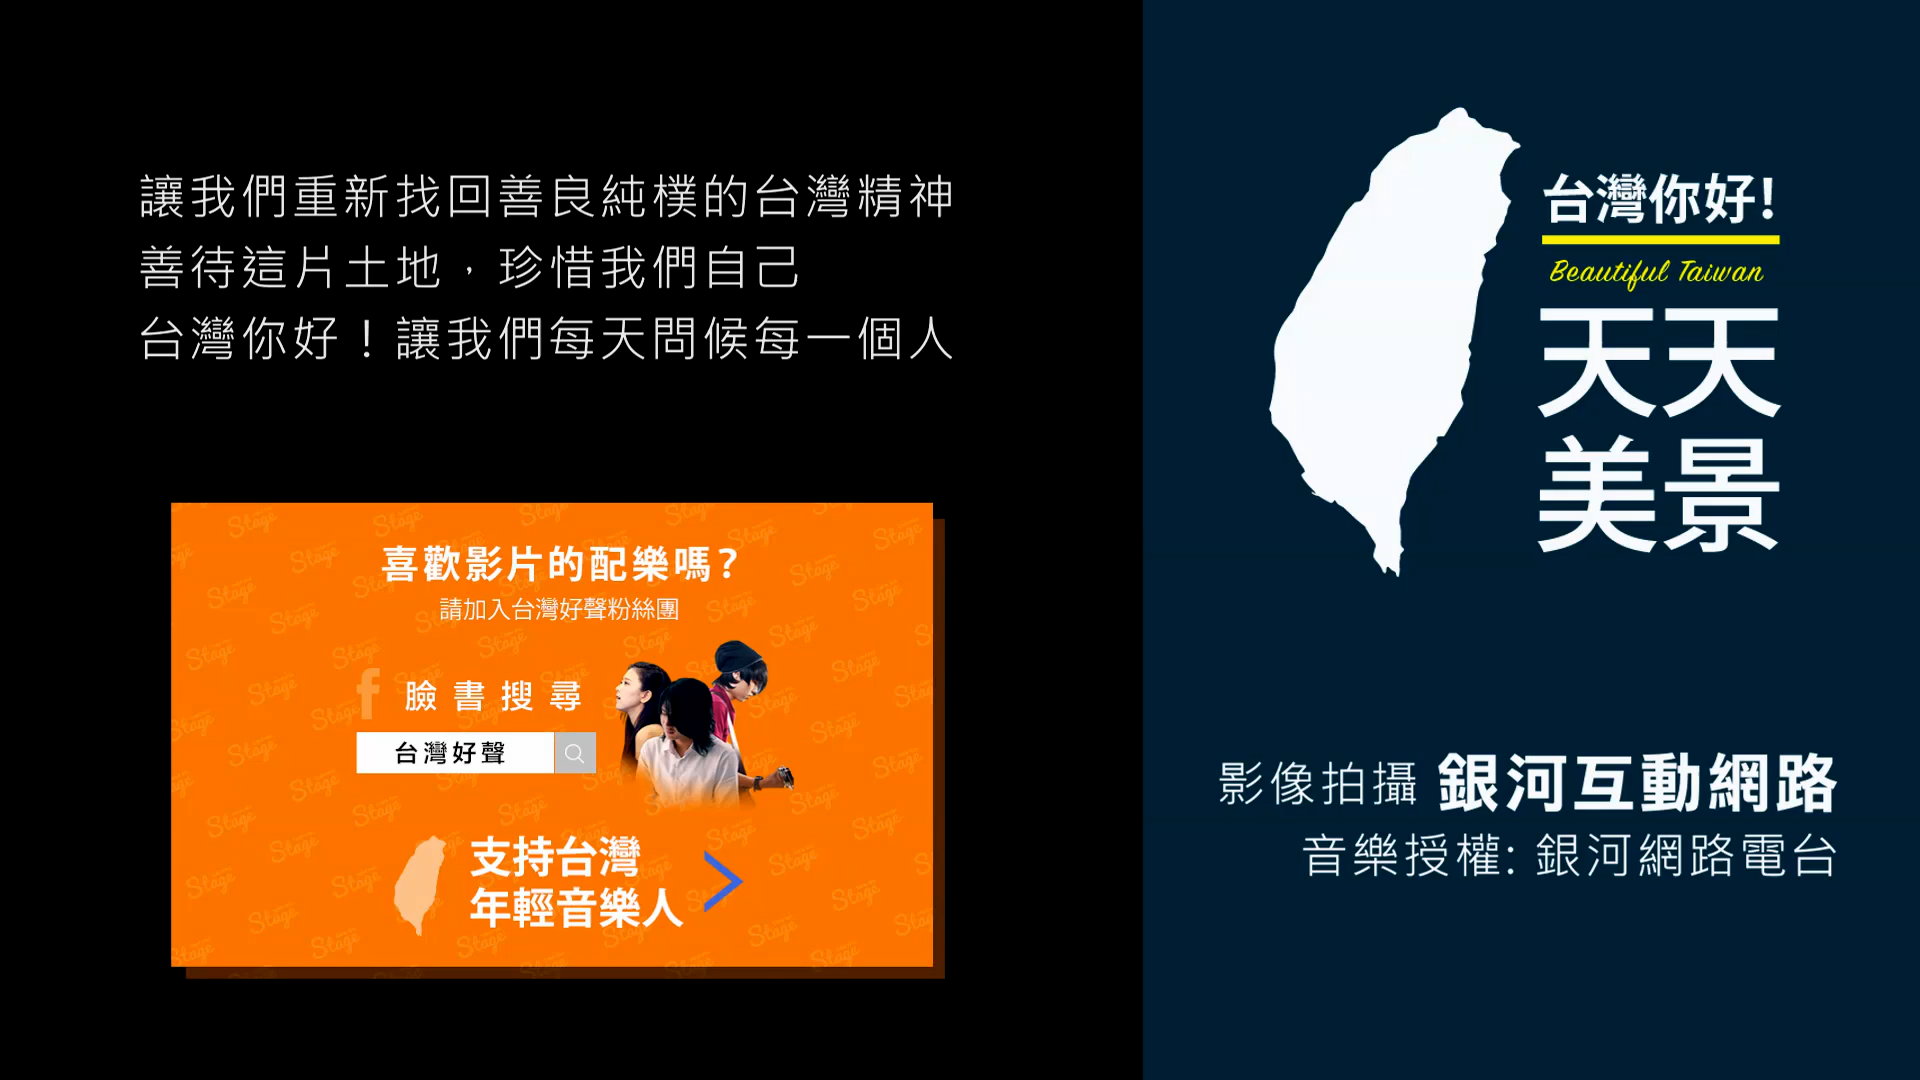 讓我們重新找回善良純樸的台灣精神
善待這片土地，珍惜我們自己
台灣你好！讓我們每天問候每一個人
喜歡影片的配樂嗎？
請加入台灣好聲粉絲團
f 臉書搜尋
台灣好聲
支持台灣
年輕音樂人
台灣你好!
Beautiful Taiwan
天天
美景
影像拍攝 銀河互動網路
音樂授權: 銀河網路電台
Stage